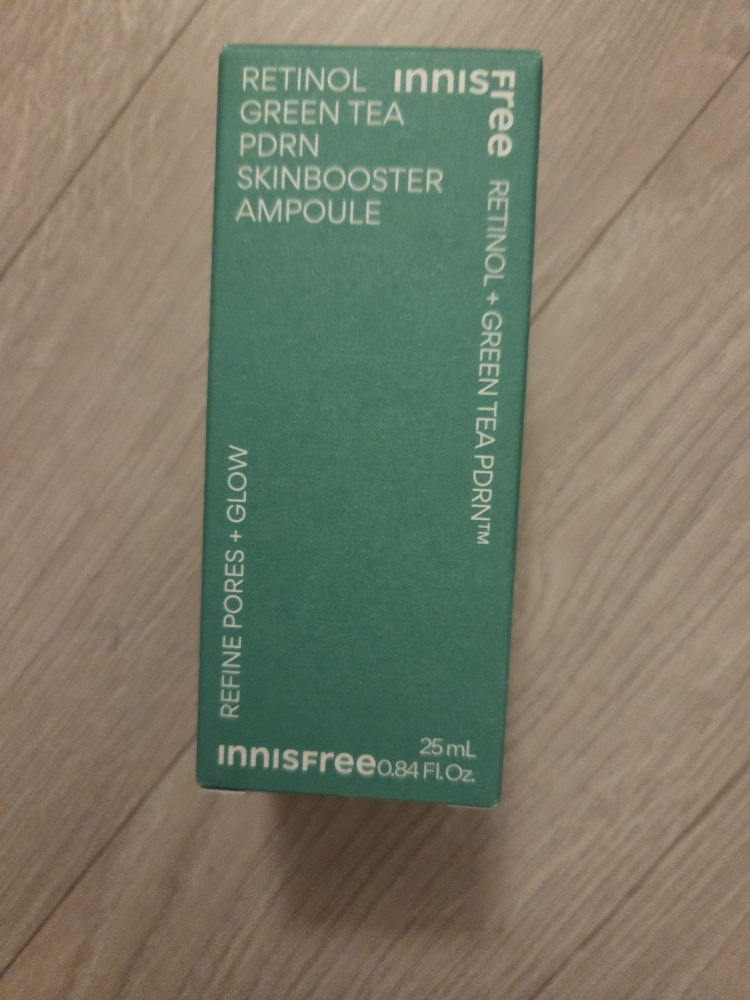 RETINOL
GREEN TEA
PDRN
SKINBOOSTER
AMPOULE
innisfree
RETINOL + GREEN TEA PDRN™
REFINE PORES + GLOW
innisfree
25 mL
0.84 Fl.Oz.